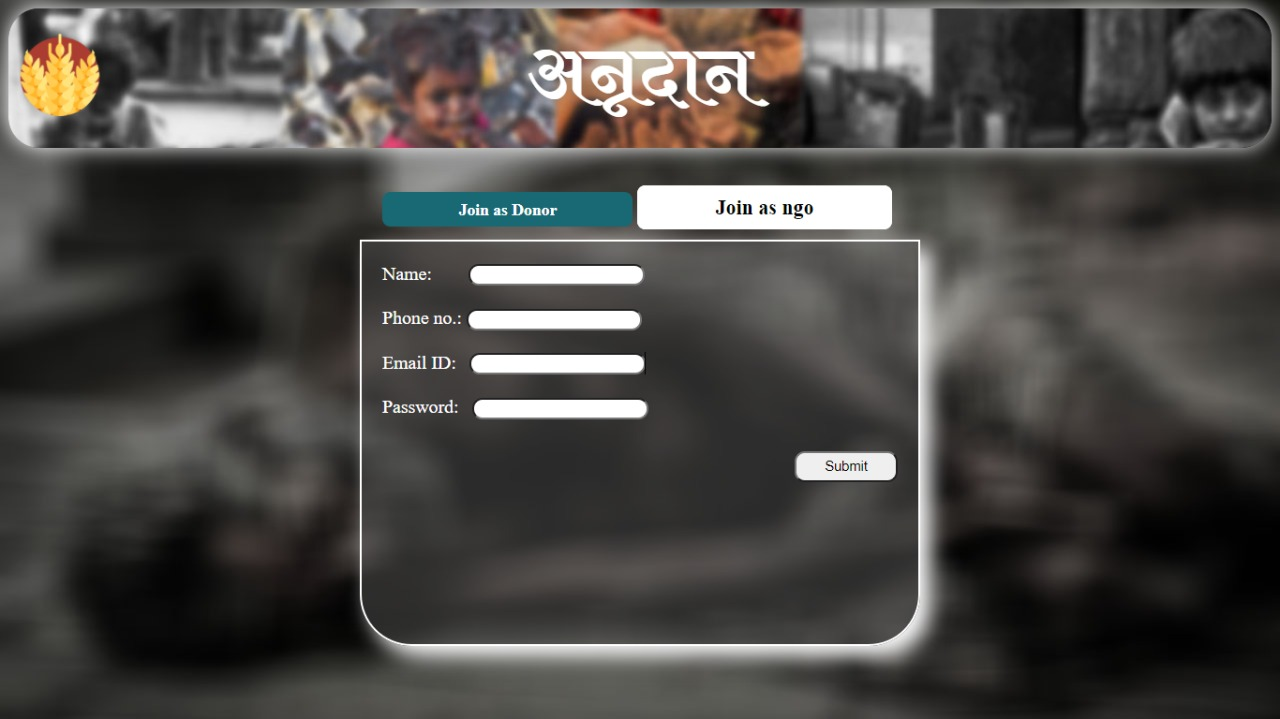 अन्नदान
Join as Donor
Join as ngo
Name:
Phone no.:
Email ID:
Password:
Submit